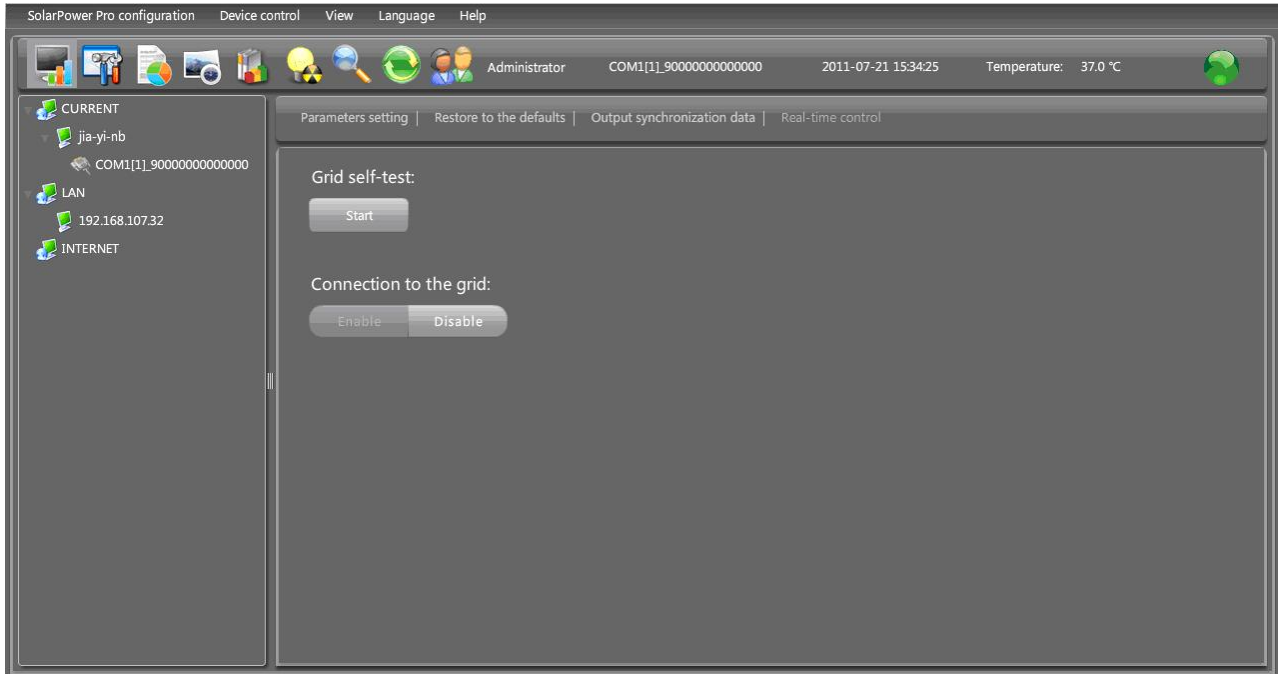 SolarPower Pro configuration Device control View Language Help
Administrator COM1[1]_90000000000000 2011-07-21 15:34:25 Temperature: 37.0 ℃
CURRENT
jia-yi-nb
COM1[1]_90000000000000
LAN
192.168.107.32
INTERNET
Parameters setting | Restore to the defaults | Output synchronization data | Real-time control
Grid self-test:
Start
Connection to the grid:
Enable Disable